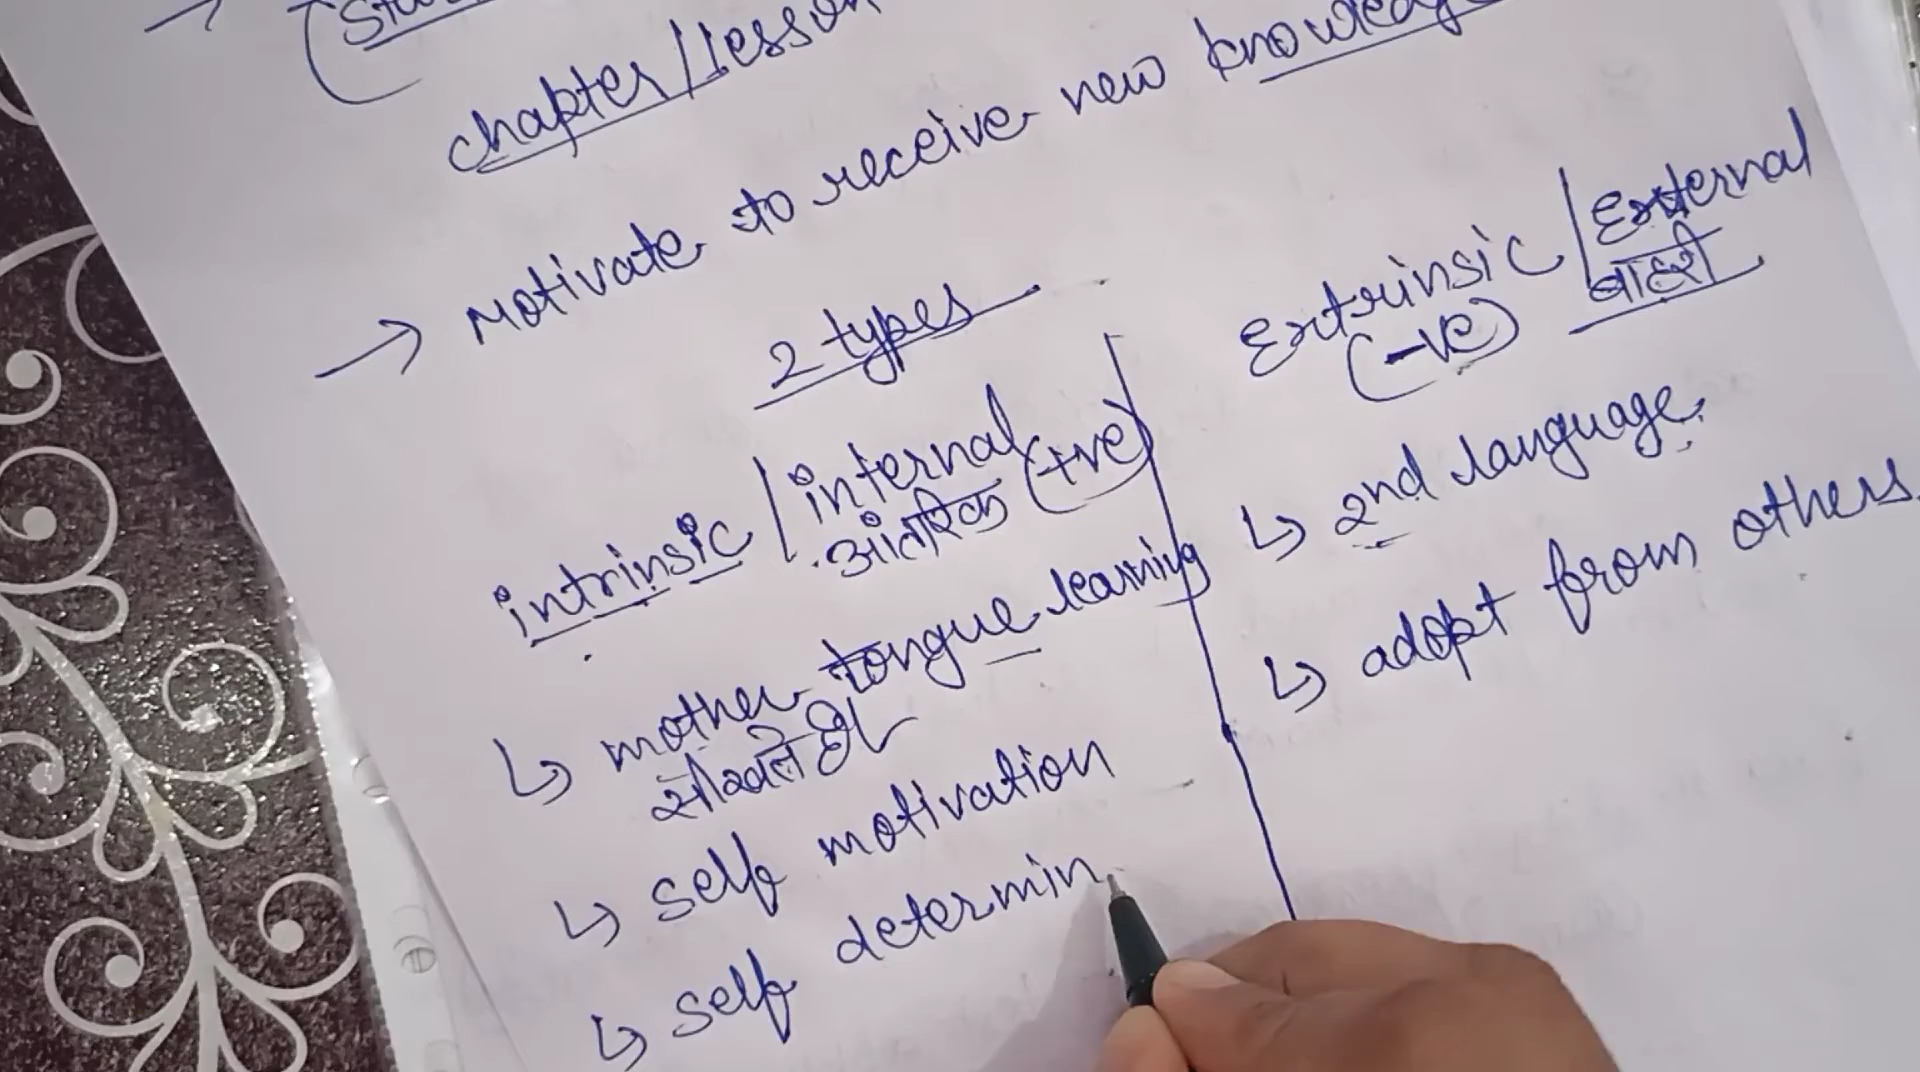 chapter/lesson
→ Motivate to receive new knowledge
2 types
intrinsic / internal (+ve)
आंतरिक
↳ mother tongue learning
सीखते है।
↳ self motivation
↳ self determin
Extrinsic / External
(-ve) बाहरी
↳ 2nd language
↳ adopt from others